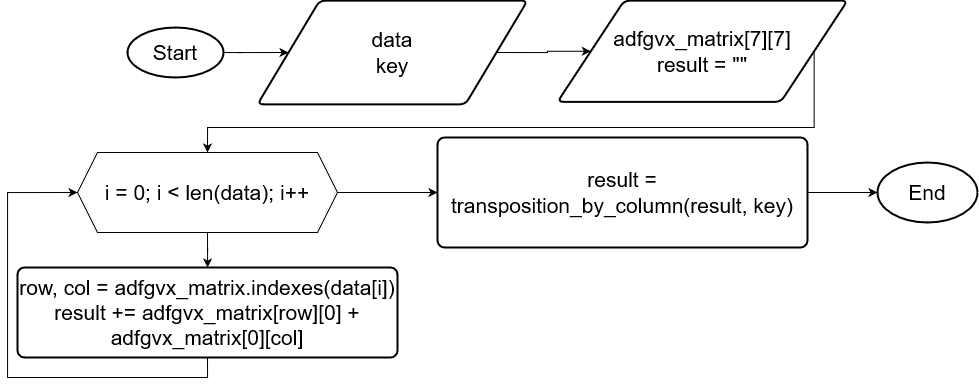 Start
data
key
adfgvx_matrix[7][7]
result = ""
i = 0; i < len(data); i++
result =
transposition_by_column(result, key)
End
row, col = adfgvx_matrix.indexes(data[i])
result += adfgvx_matrix[row][0] +
adfgvx_matrix[0][col]